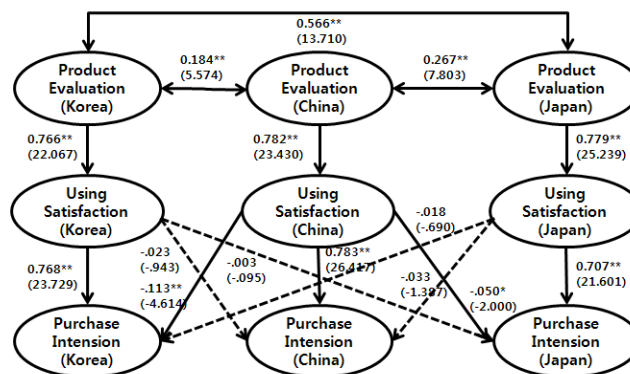 0.566**
(13.710)
Product
Evaluation
(Korea)
0.184**
(5.574)
Product
Evaluation
(China)
0.267**
(7.803)
Product
Evaluation
(Japan)
0.766**
(22.067)
0.782**
(23.430)
0.779**
(25.239)
Using
Satisfaction
(Korea)
Using
Satisfaction
(China)
Using
Satisfaction
(Japan)
-.018
(-.690)
-.023
(-.943)
-.003
(-.095)
0.783**
(26.417)
0.768**
(23.729)
-.113**
(-4.614)
-.033
(-1.387)
-.050*
(-2.000)
0.707**
(21.601)
Purchase
Intension
(Korea)
Purchase
Intension
(China)
Purchase
Intension
(Japan)